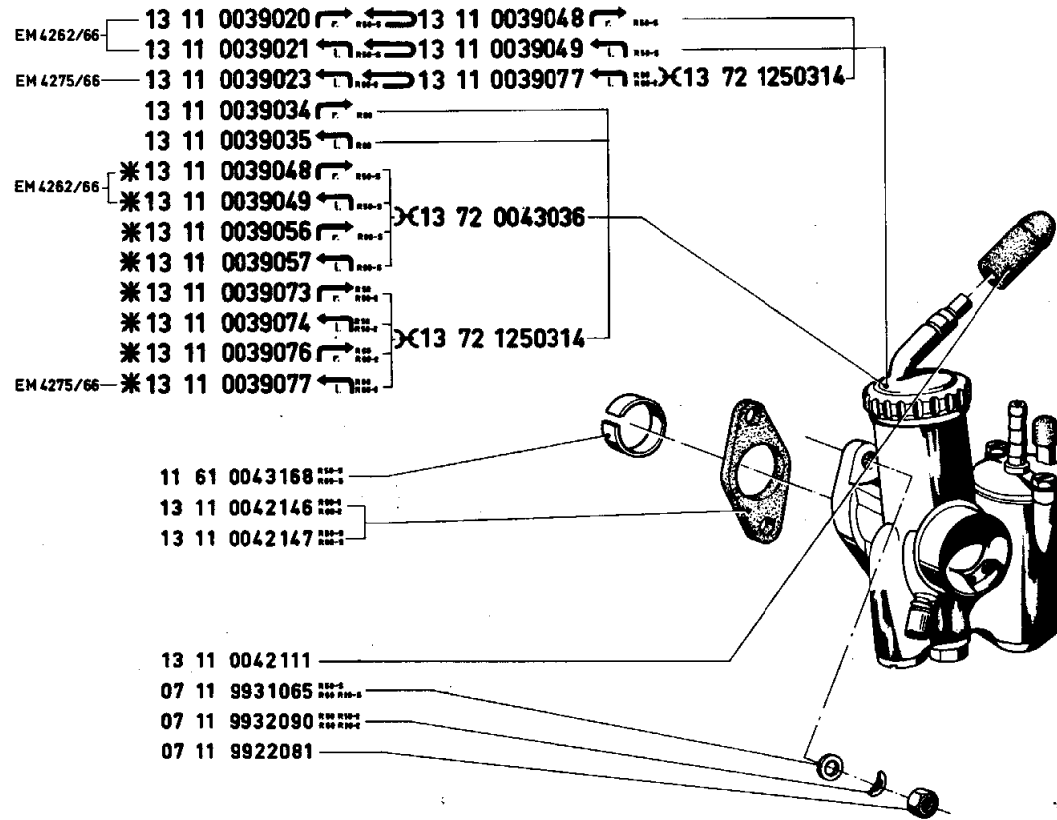 EM 4262/66
13 11 0039020 r. 13 11 0039048 r.
13 11 0039021 l. 13 11 0039049 l.
EM 4275/66 13 11 0039023 l. 13 11 0039077 l. 13 72 1250314
13 11 0039034 r.
13 11 0039035 l.
EM 4262/66
13 11 0039048 r.
13 11 0039049 l.
13 72 0043036
13 11 0039056 r.
13 11 0039057 l.
13 11 0039073 r.
13 11 0039074 l.
13 72 1250314
13 11 0039076 r.
EM 4275/66 13 11 0039077 l.
11 61 0043168
13 11 0042146
13 11 0042147
13 11 0042111
07 11 9931065
07 11 9932090
07 11 9922081